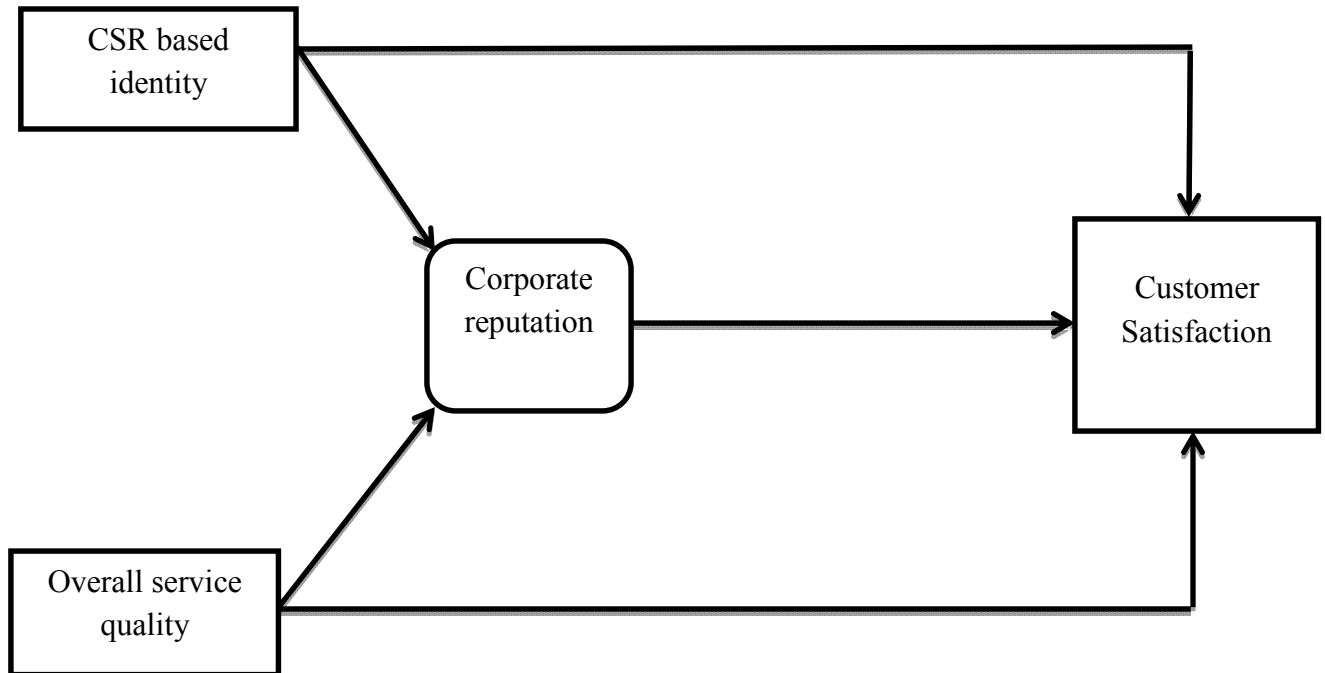 CSR based
identity
Corporate
reputation
Customer
Satisfaction
Overall service
quality